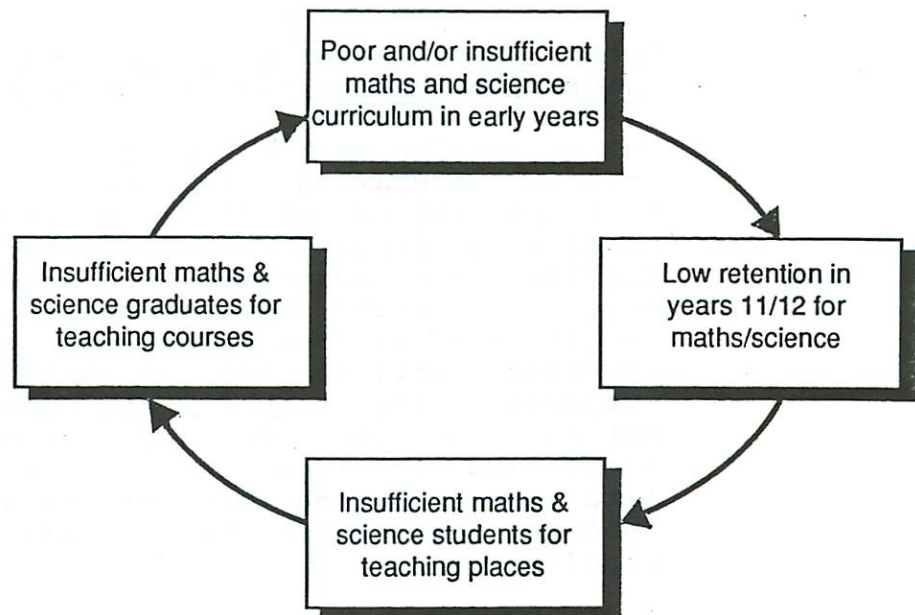 Poor and/or insufficient
maths and science
curriculum in early years
Low retention in
years 11/12 for
maths/science
Insufficient maths &
science students for
teaching places
Insufficient maths &
science graduates for
teaching courses